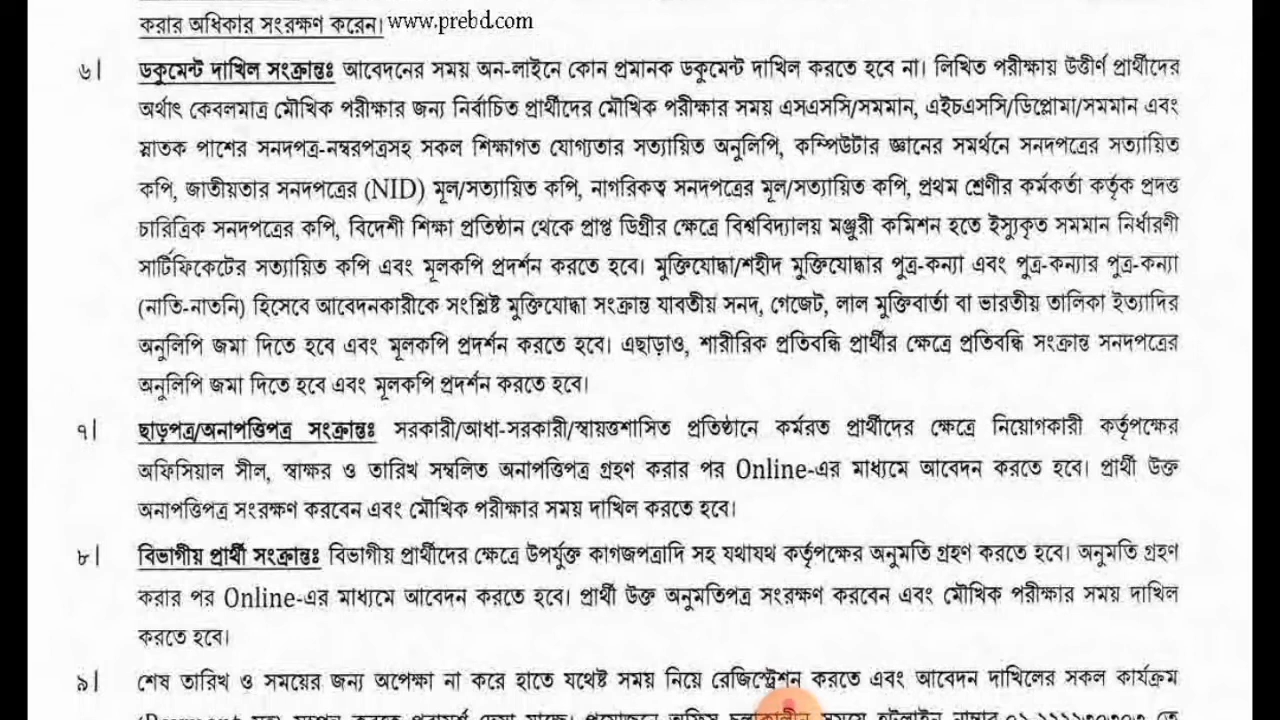 করার অধিকার সংরক্ষণ করেন। www.prebd.com
৬। ডকুমেন্ট দাখিল সংক্রান্তঃ আবেদনের সময় অন-লাইনে কোন প্রমানক ডকুমেন্ট দাখিল করতে হবে না। লিখিত পরীক্ষায় উত্তীর্ণ প্রার্থীদের
অর্থাৎ কেবলমাত্র মৌখিক পরীক্ষার জন্য নির্বাচিত প্রার্থীদের মৌখিক পরীক্ষার সময় এসএসসি/সমমান, এইচএসসি/ডিপ্লোমা/সমমান এবং
স্নাতক পাশের সনদপত্র-নম্বরপত্রসহ সকল শিক্ষাগত যোগ্যতার সত্যায়িত অনুলিপি, কম্পিউটার জ্ঞানের সমর্থনে সনদপত্রের সত্যায়িত
কপি, জাতীয়তার সনদপত্রের (NID) মূল/সত্যায়িত কপি, নাগরিকত্ব সনদপত্রের মূল/সত্যায়িত কপি, প্রথম শ্রেণীর কর্মকর্তা কর্তৃক প্রদত্ত
চারিত্রিক সনদপত্রের কপি, বিদেশী শিক্ষা প্রতিষ্ঠান থেকে প্রাপ্ত ডিগ্রীর ক্ষেত্রে বিশ্ববিদ্যালয় মঞ্জুরী কমিশন হতে ইস্যুকৃত সমমান নির্ধারণী
সার্টিফিকেটের সত্যায়িত কপি এবং মূলকপি প্রদর্শন করতে হবে। মুক্তিযোদ্ধা/শহীদ মুক্তিযোদ্ধার পুত্র-কন্যা এবং পুত্র-কন্যার পুত্র-কন্যা
(নাতি-নাতনি) হিসেবে আবেদনকারীকে সংশ্লিষ্ট মুক্তিযোদ্ধা সংক্রান্ত যাবতীয় সনদ, গেজেট, লাল মুক্তিবার্তা বা ভারতীয় তালিকা ইত্যাদির
অনুলিপি জমা দিতে হবে এবং মূলকপি প্রদর্শন করতে হবে। এছাড়াও, শারীরিক প্রতিবন্ধি প্রার্থীর ক্ষেত্রে প্রতিবন্ধি সংক্রান্ত সনদপত্রের
অনুলিপি জমা দিতে হবে এবং মূলকপি প্রদর্শন করতে হবে।
৭। ছাড়পত্র/অনাপত্তিপত্র সংক্রান্তঃ সরকারী/আধা-সরকারী/স্বায়ত্তশাসিত প্রতিষ্ঠানে কর্মরত প্রার্থীদের ক্ষেত্রে নিয়োগকারী কর্তৃপক্ষের
অফিসিয়াল সীল, স্বাক্ষর ও তারিখ সম্বলিত অনাপত্তিপত্র গ্রহণ করার পর Online-এর মাধ্যমে আবেদন করতে হবে। প্রার্থী উক্ত
অনাপত্তিপত্র সংরক্ষণ করবেন এবং মৌখিক পরীক্ষার সময় দাখিল করতে হবে।
৮। বিভাগীয় প্রার্থী সংক্রান্তঃ বিভাগীয় প্রার্থীদের ক্ষেত্রে উপর্যুক্ত কাগজপত্রাদি সহ যথাযথ কর্তৃপক্ষের অনুমতি গ্রহণ করতে হবে। অনুমতি গ্রহণ
করার পর Online-এর মাধ্যমে আবেদন করতে হবে। প্রার্থী উক্ত অনুমতিপত্র সংরক্ষণ করবেন এবং মৌখিক পরীক্ষার সময় দাখিল
করতে হবে।
৯। শেষ তারিখ ও সময়ের জন্য অপেক্ষা না করে হাতে যথেষ্ট সময় নিয়ে রেজিস্ট্রেশন করতে এবং আবেদন দাখিলের সকল কার্যক্রম